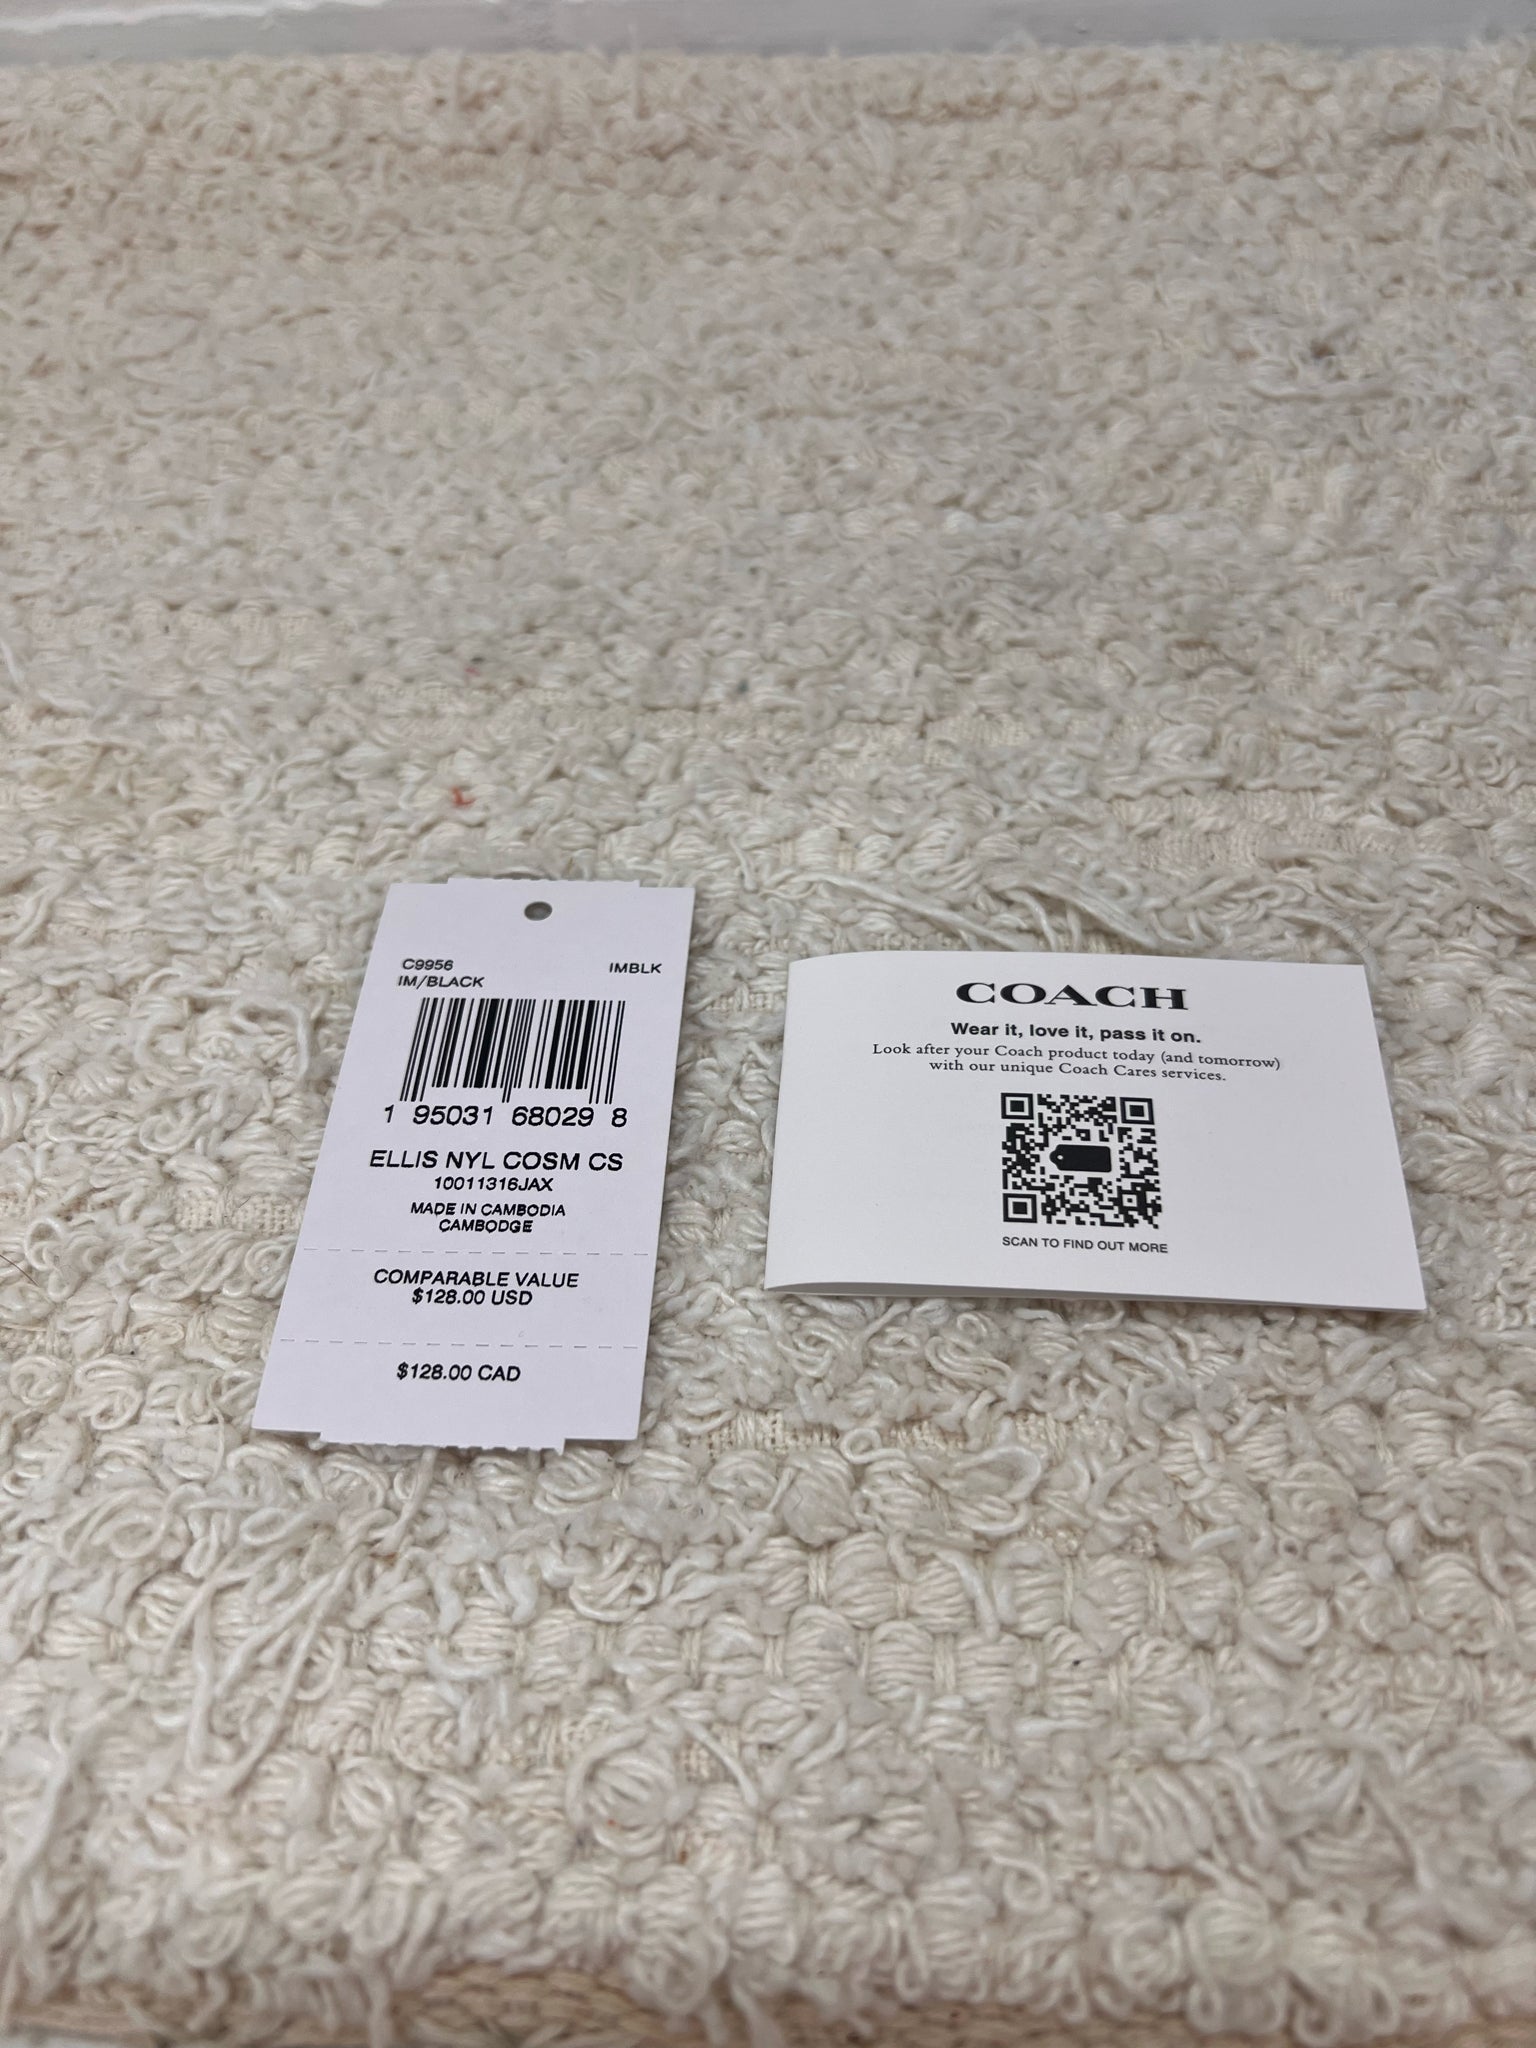 C9956 IMBLK
IM/BLACK
1 95031 68029 8
ELLIS NYL COSM CS
10011316JAX
MADE IN CAMBODIA
CAMBODGE
COMPARABLE VALUE
$128.00 USD
$128.00 CAD
COACH
Wear it, love it, pass it on.
Look after your Coach product today (and tomorrow)
with our unique Coach Cares services.
SCAN TO FIND OUT MORE